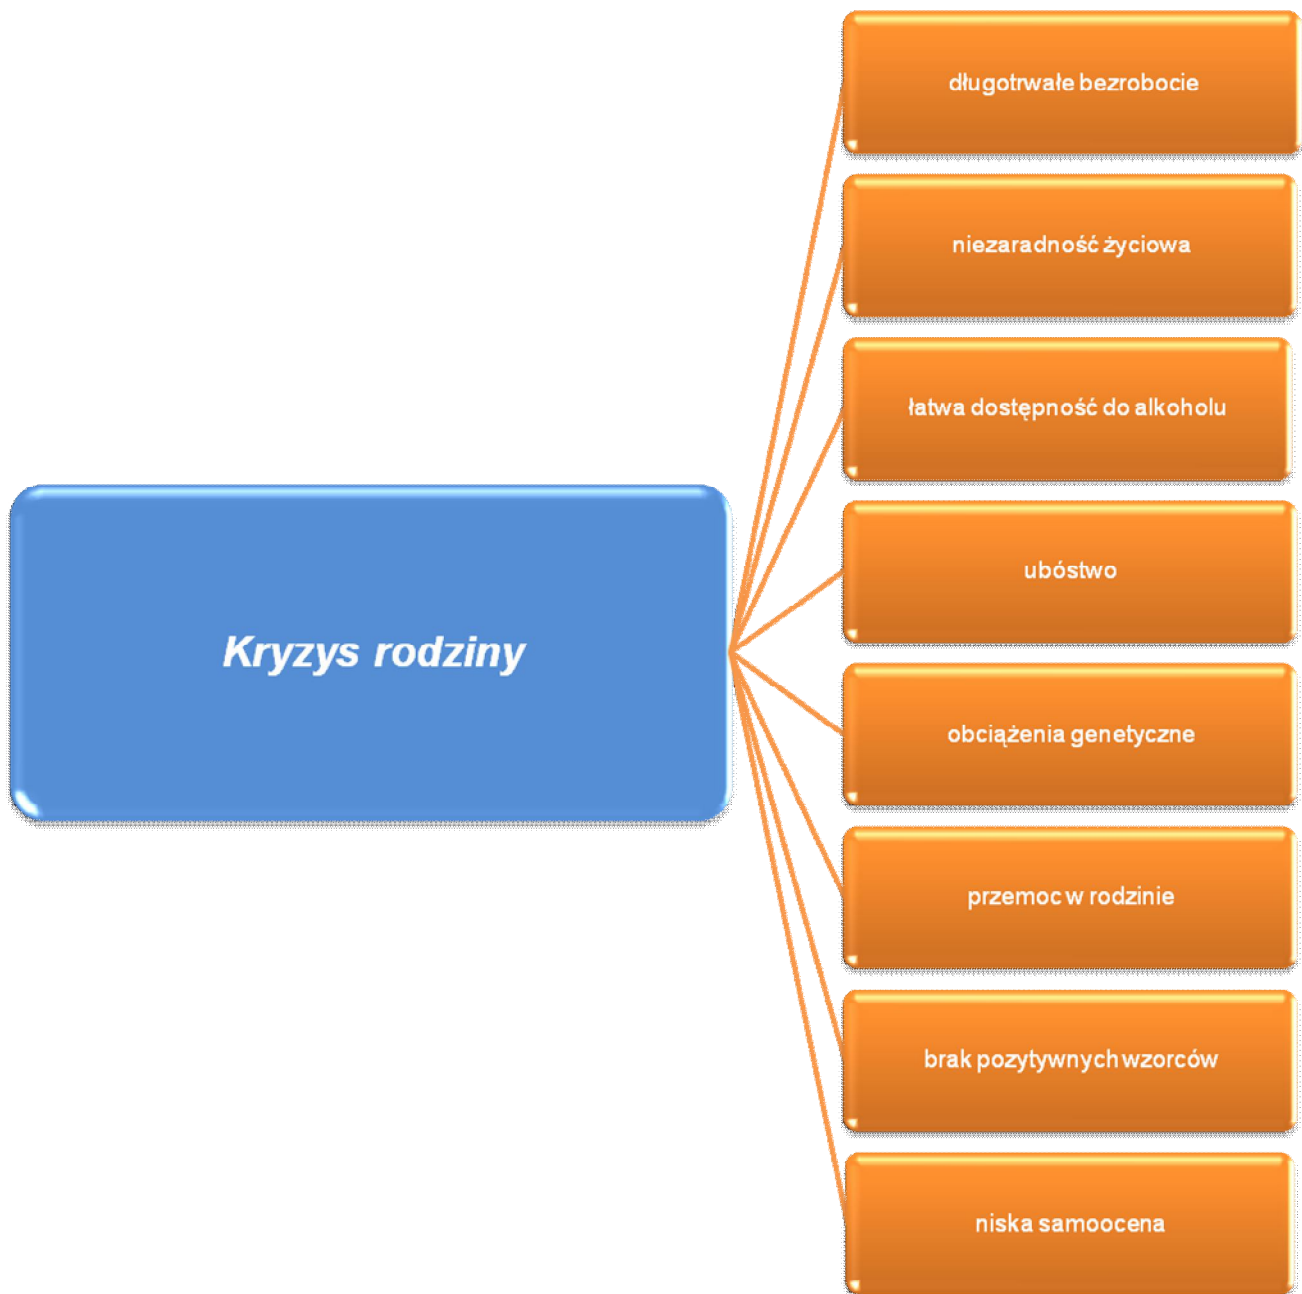 długotrwałe bezrobocie
niezaradność życiowa
łatwa dostępność do alkoholu
ubóstwo
Kryzys rodziny
obciążenia genetyczne
przemoc w rodzinie
brak pozytywnych wzorców
niska samoocena